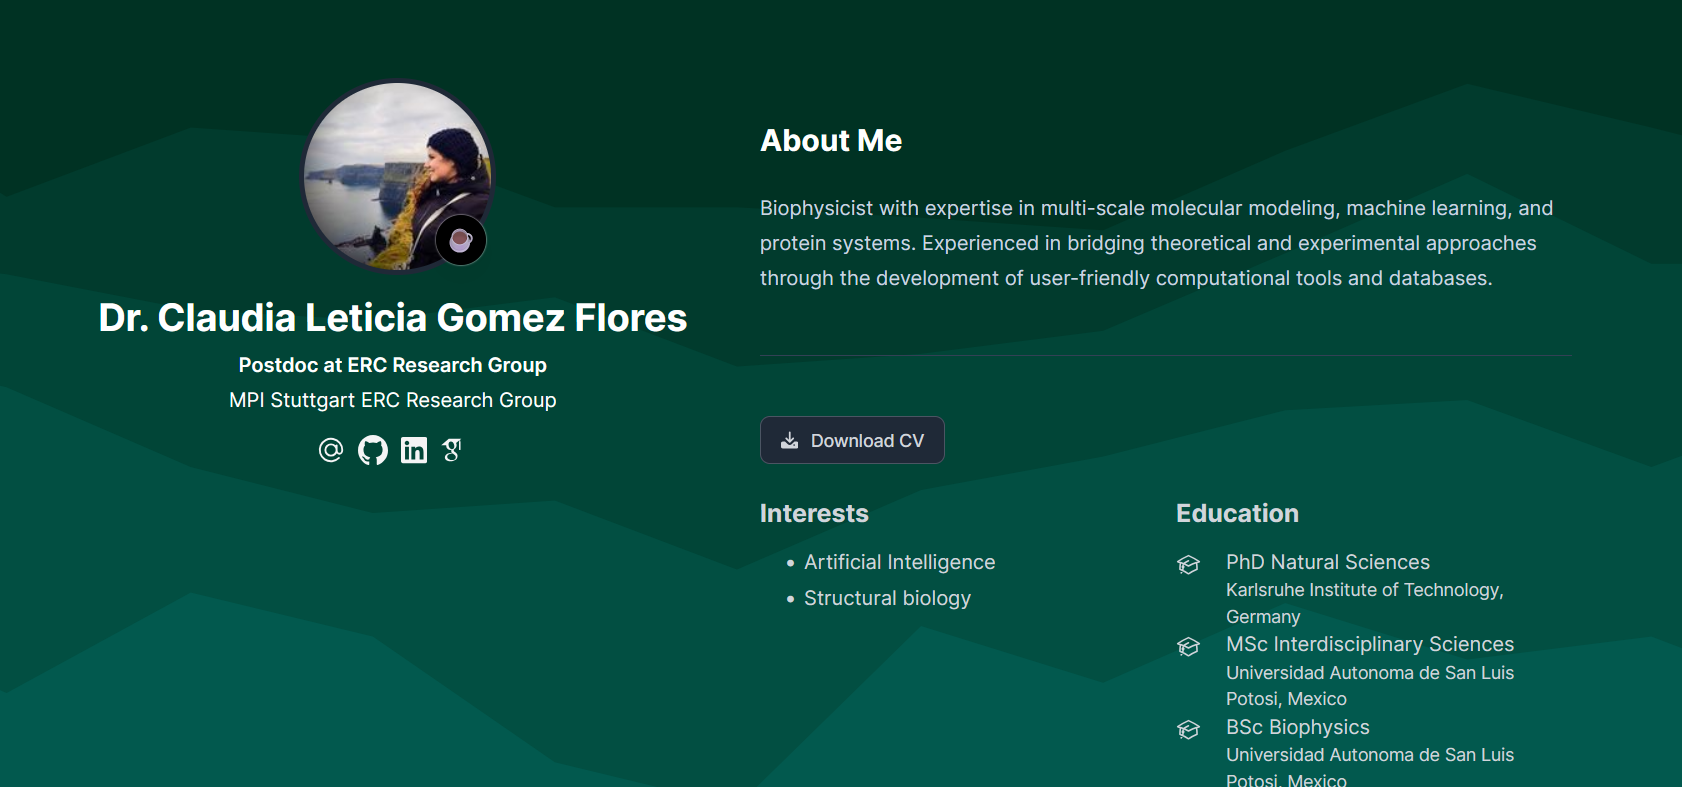 Dr. Claudia Leticia Gomez Flores
Postdoc at ERC Research Group
MPI Stuttgart ERC Research Group
About Me
Biophysicist with expertise in multi-scale molecular modeling, machine learning, and
protein systems. Experienced in bridging theoretical and experimental approaches
through the development of user-friendly computational tools and databases.
Download CV
Interests
Artificial Intelligence
Structural biology
Education
PhD Natural Sciences
Karlsruhe Institute of Technology,
Germany
MSc Interdisciplinary Sciences
Universidad Autonoma de San Luis
Potosi, Mexico
BSc Biophysics
Universidad Autonoma de San Luis
Potosi, Mexico